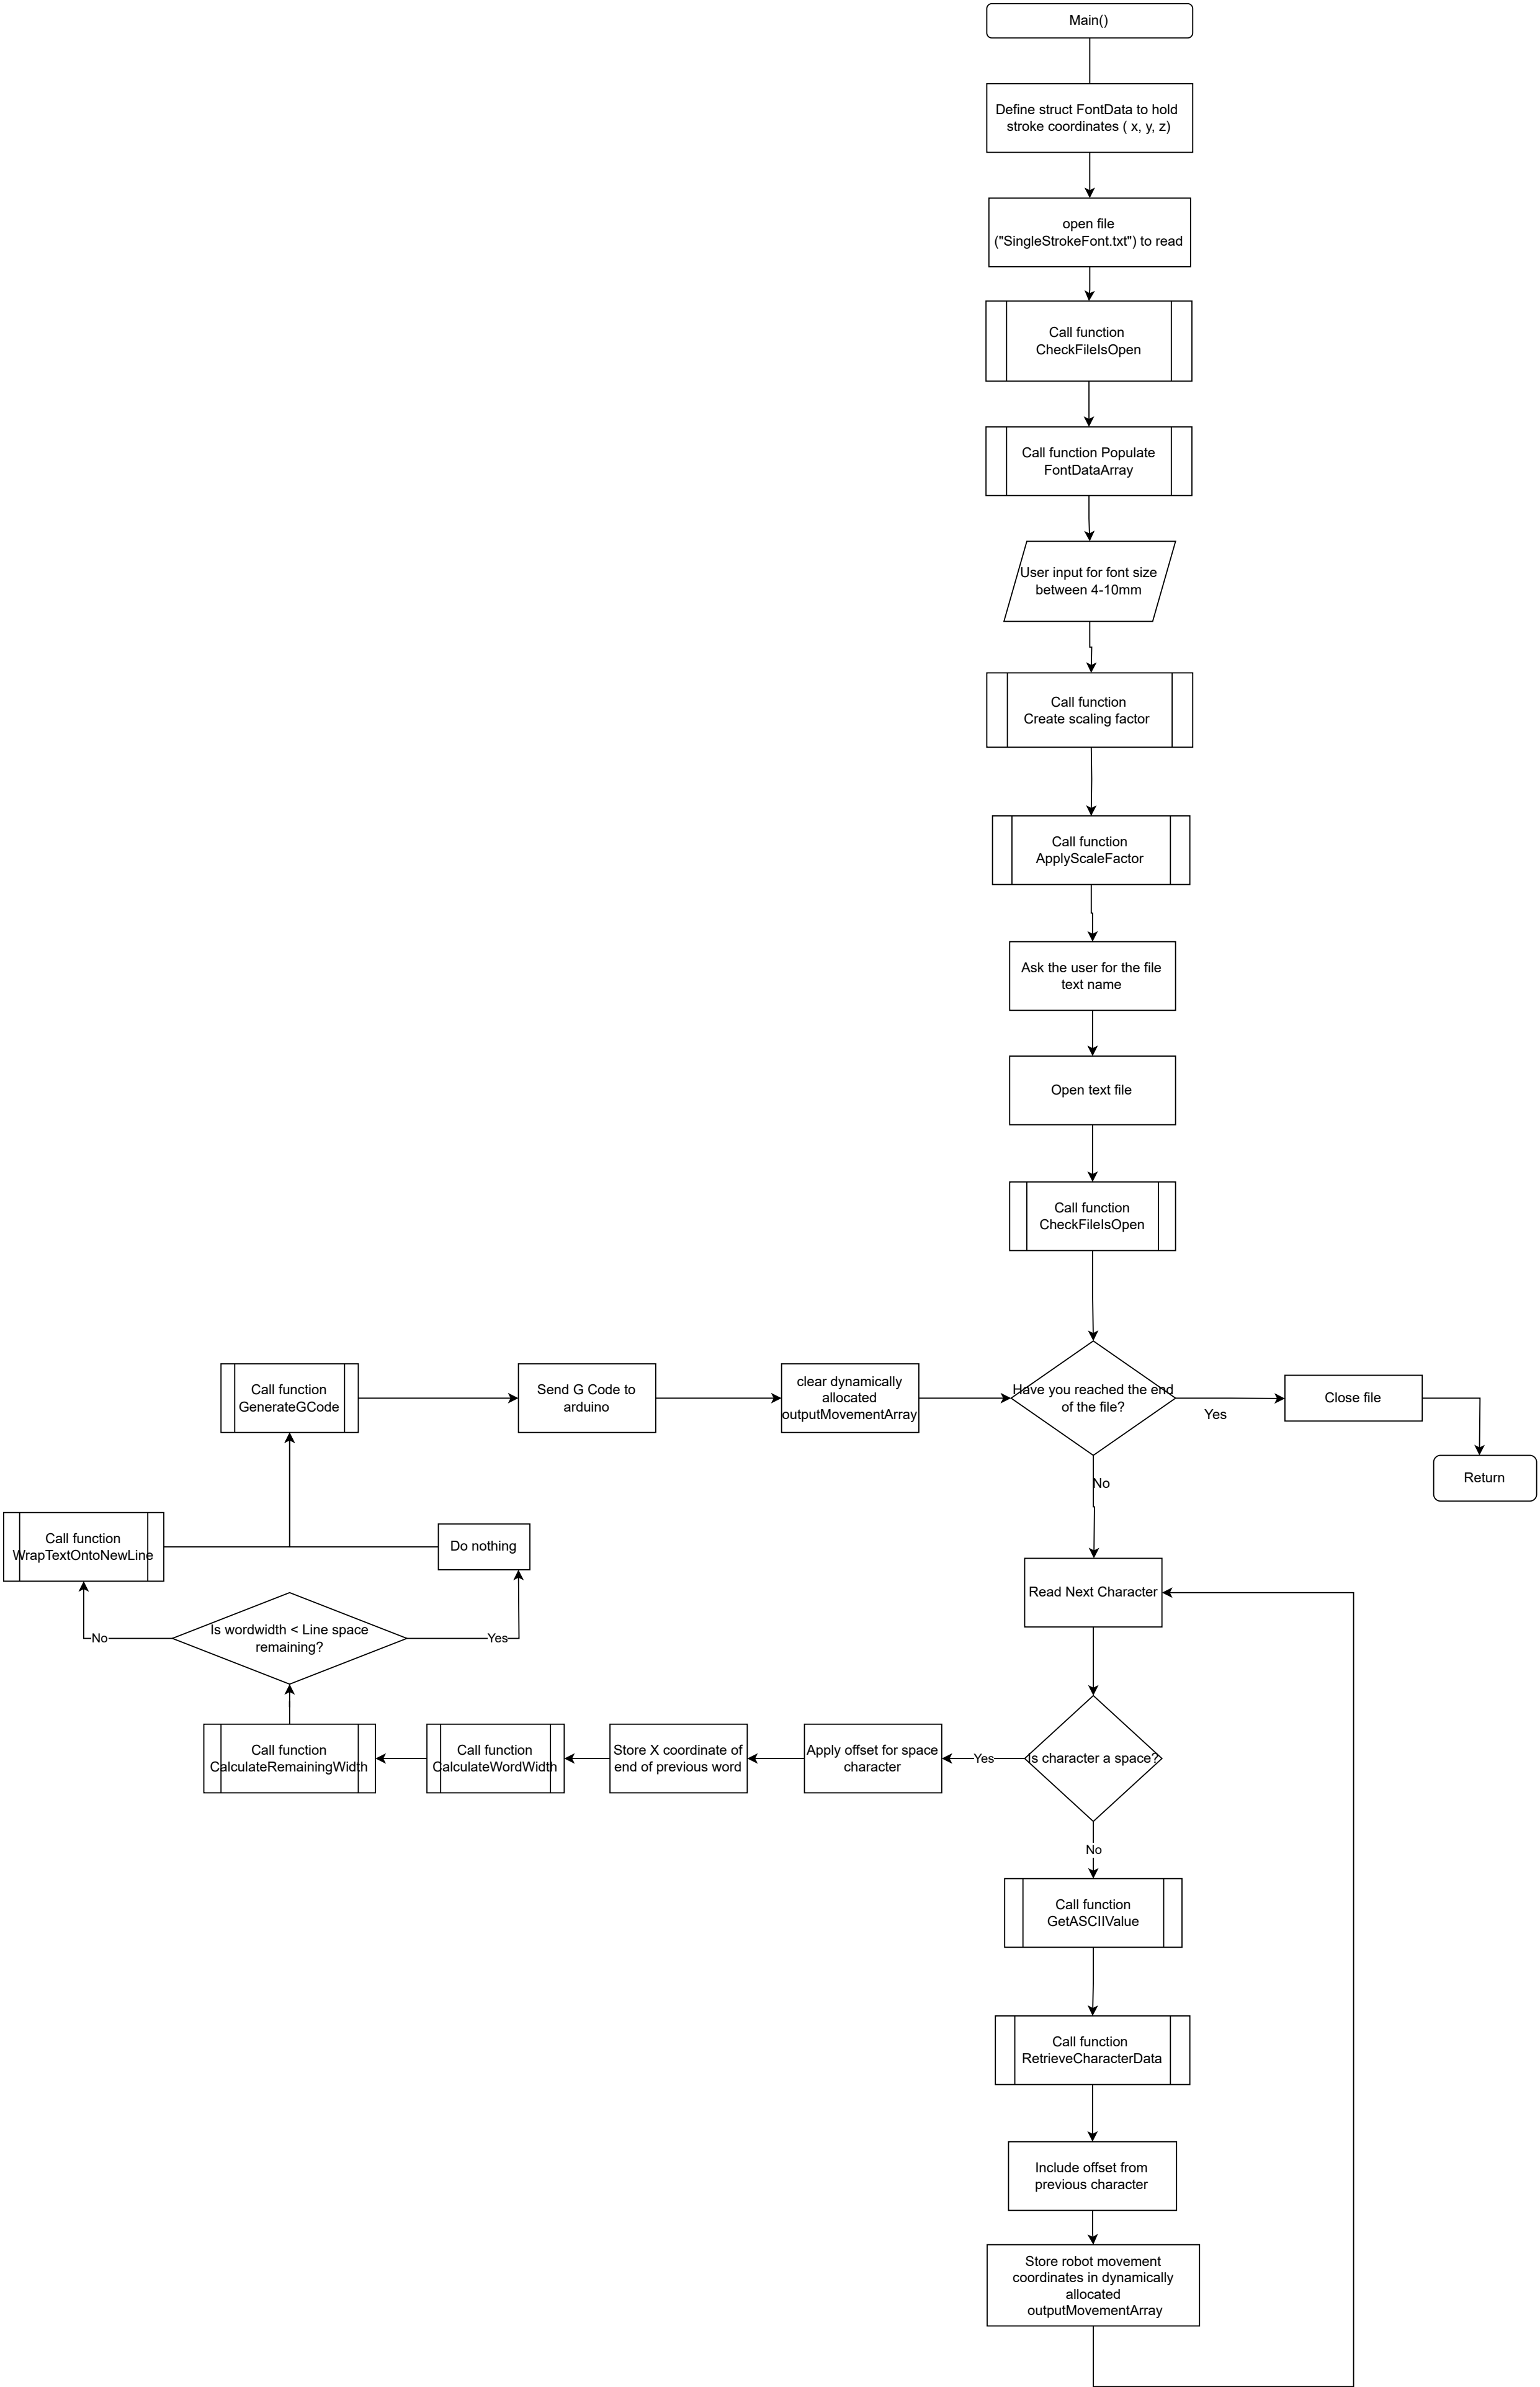 Main()
Define struct FontData to hold
stroke coordinates ( x, y, z)
open file
("SingleStrokeFont.txt") to read
Call function
CheckFileIsOpen
Call function Populate
FontDataArray
User input for font size
between 4-10mm
Call function
Create scaling factor
Call function
ApplyScaleFactor
Ask the user for the file
text name
Open text file
Call function
CheckFileIsOpen
Have you reached the end
of the file?
Yes
Close file
Return
No
Read Next Character
Is character a space?
Yes
Apply offset for space
character
Store X coordinate of
end of previous word
Call function
CalculateWordWidth
Call function
CalculateRemainingWidth
Is wordwidth < Line space
remaining?
No
Call function
WrapTextOntoNewLine
Yes
Do nothing
Call function
GenerateGCode
Send G Code to
arduino
clear dynamically
allocated
outputMovementArray
No
Call function
GetASCIIValue
Call function
RetrieveCharacterData
Include offset from
previous character
Store robot movement
coordinates in dynamically
allocated
outputMovementArray